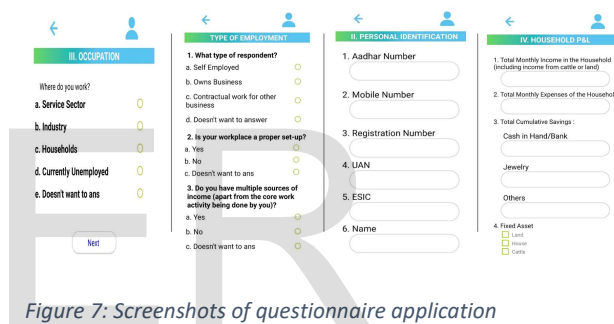 III. OCCUPATION
Where do you work?
a. Service Sector
b. Industry
c. Households
d. Currently Unemployed
e. Doesn't want to ans
Next
TYPE OF EMPLOYMENT
1. What type of respondent?
a. Self Employed
b. Owns Business
c. Contractual work for other
business
d. Doesn't want to answer
2. Is your workplace a proper set-up?
a. Yes
b. No
c. Doesn't want to ans
3. Do you have multiple sources of
income (apart from the core work
activity being done by you)?
a. Yes
b. No
c. Doesn't want to ans
II. PERSONAL IDENTIFICATION
1. Aadhar Number
2. Mobile Number
3. Registration Number
4. UAN
5. ESIC
6. Name
IV. HOUSEHOLD P&L
1. Total Monthly Income in the Household
(including income from cattle or land)
2. Total Monthly Expenses of the Househol
3. Total Cumulative Savings :
Cash in Hand/Bank
Jewelry
Others
4. Fixed Asset
Land
House
Cattle
ER
Figure 7: Screenshots of questionnaire application